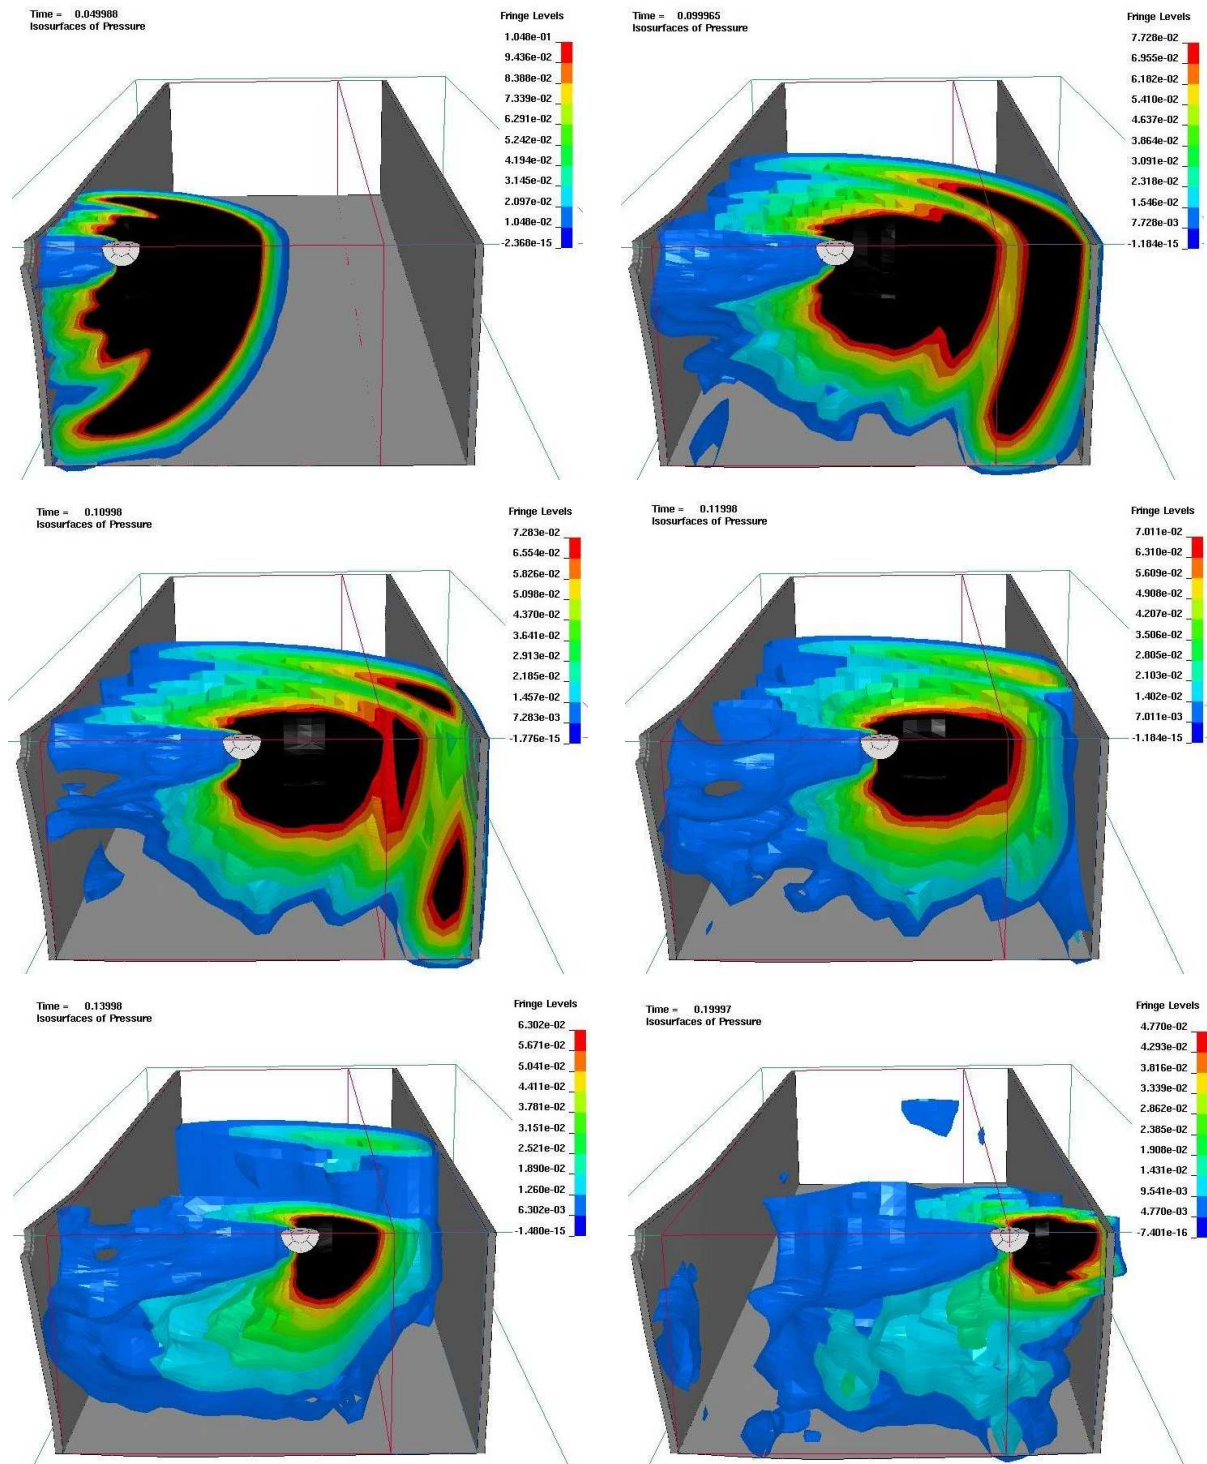 Time = 0.049988
Isosurfaces of Pressure
Fringe Levels
1.048e-01
9.436e-02
8.388e-02
7.339e-02
6.291e-02
5.242e-02
4.194e-02
3.145e-02
2.097e-02
1.048e-02
-2.368e-15
Time = 0.099965
Isosurfaces of Pressure
Fringe Levels
7.728e-02
6.955e-02
6.182e-02
5.410e-02
4.637e-02
3.864e-02
3.091e-02
2.318e-02
1.546e-02
7.728e-03
-1.184e-15
Time = 0.10998
Isosurfaces of Pressure
Fringe Levels
7.283e-02
6.554e-02
5.826e-02
5.098e-02
4.370e-02
3.641e-02
2.913e-02
2.185e-02
1.457e-02
7.283e-03
-1.776e-15
Time = 0.11998
Isosurfaces of Pressure
Fringe Levels
7.011e-02
6.310e-02
5.609e-02
4.908e-02
4.207e-02
3.506e-02
2.805e-02
2.103e-02
1.402e-02
7.011e-03
-1.184e-15
Time = 0.13998
Isosurfaces of Pressure
Fringe Levels
6.302e-02
5.671e-02
5.041e-02
4.411e-02
3.781e-02
3.151e-02
2.521e-02
1.890e-02
1.260e-02
6.302e-03
-1.480e-15
Time = 0.19997
Isosurfaces of Pressure
Fringe Levels
4.770e-02
4.293e-02
3.816e-02
3.339e-02
2.862e-02
2.385e-02
1.908e-02
1.431e-02
9.541e-03
4.770e-03
-7.401e-16